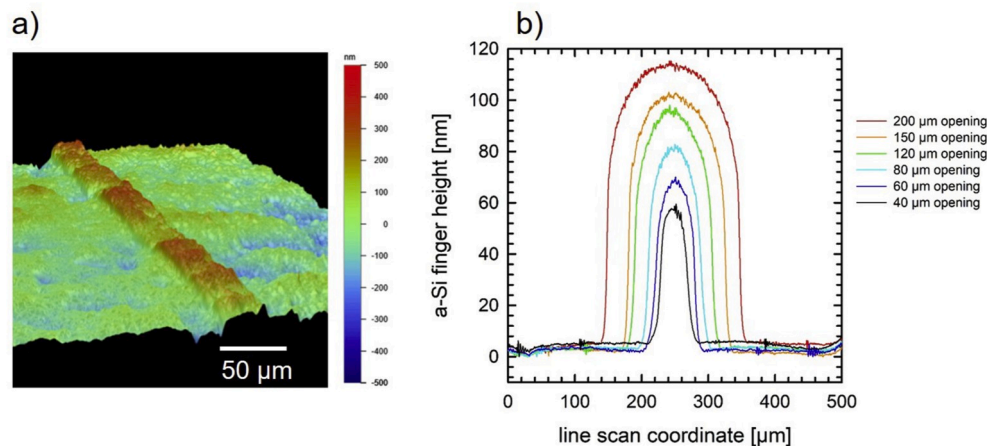 a)
nm
500
400
300
200
100
0
-100
-200
-300
-400
-500
50 µm
b)
a-Si finger height [nm]
120
100
80
60
40
20
0
0 100 200 300 400 500
line scan coordinate [µm]
200 µm opening
150 µm opening
120 µm opening
80 µm opening
60 µm opening
40 µm opening